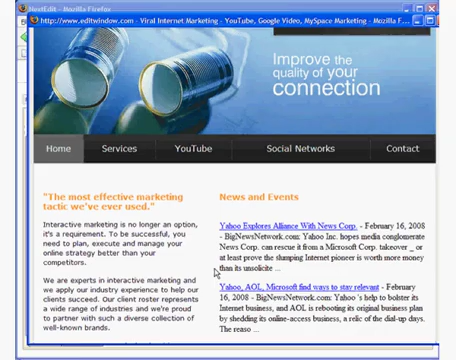 NextEdit - Mozilla Firefox
http://www.editwindow.com - Viral Internet Marketing - YouTube, Google Video, MySpace Marketing - Mozilla F...
Improve the
quality of your
connection
Home Services YouTube Social Networks Contact
"The most effective marketing
tactic we've ever used."
Interactive marketing is no longer an option,
it's a requirement. To be successful, you
need to plan, execute and manage your
online strategy better than your
competitors.
We are experts in interactive marketing and
we apply our industry experience to help our
clients succeed. Our client roster represents
a wide range of industries and we're proud
to partner with such a diverse collection of
well-known brands.
News and Events
Yahoo Explores Alliance With News Corp. - February 16, 2008
- BigNewsNetwork.com: Yahoo Inc. hopes media conglomerate
News Corp. can rescue it from a Microsoft Corp. takeover _ or
at least prove the slumping Internet pioneer is worth more money
than its unsolicite ...
Yahoo, AOL, Microsoft find ways to stay relevant - February
16, 2008 - BigNewsNetwork.com: Yahoo 's help to bolster its
Internet business, and AOL is rebooting its original business plan
by shedding its online-access business, a relic of the dial-up days.
The reaso ...